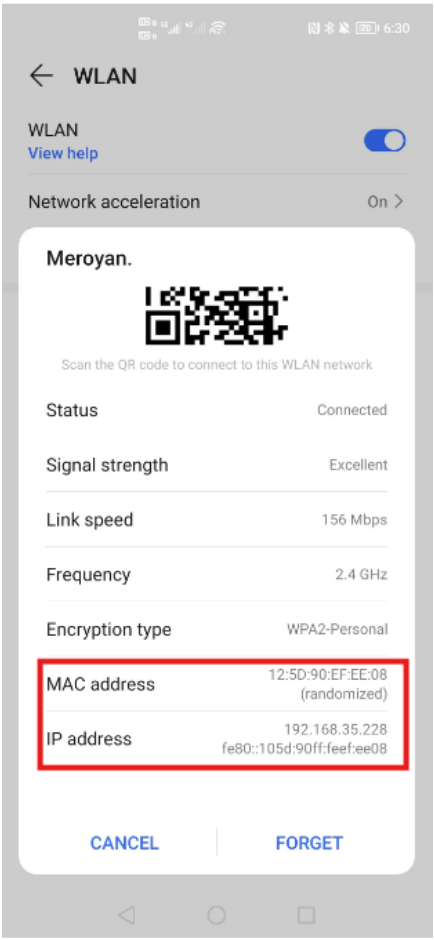 6:30
WLAN
WLAN
View help
Network acceleration
On
Meroyan.
Scan the QR code to connect to this WLAN network
Status
Connected
Signal strength
Excellent
Link speed
156 Mbps
Frequency
2.4 GHz
Encryption type
WPA2-Personal
MAC address
12:5D:90:EF:EE:08
(randomized)
IP address
192.168.35.228
fe80::105d:90ff:feef:ee08
CANCEL
FORGET